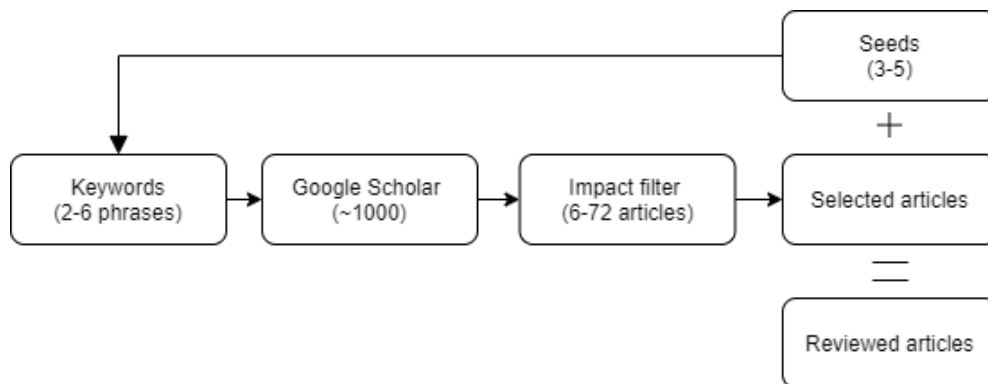 Seeds
(3-5)
+
Keywords
(2-6 phrases)
Google Scholar
(~1000)
Impact filter
(6-72 articles)
Selected articles
=
Reviewed articles